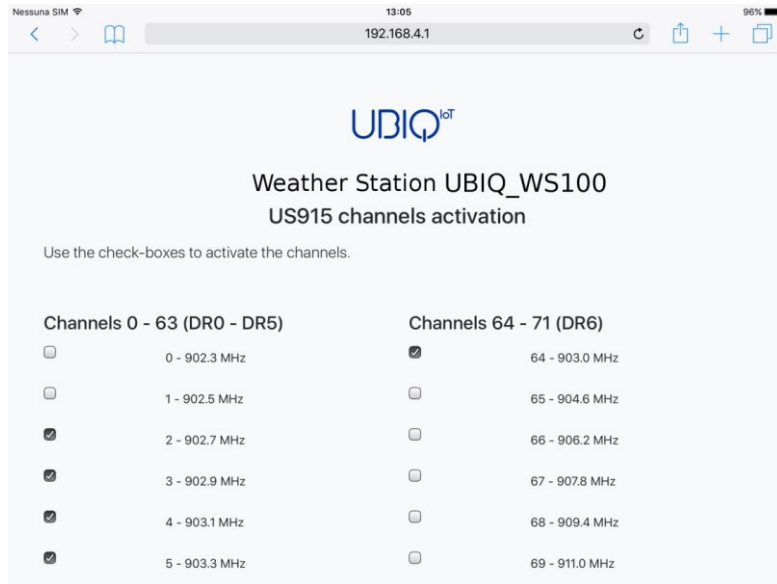 Nessuna SIM 13:05 96%
192.168.4.1
UBIQ IoT
Weather Station UBIQ_WS100
US915 channels activation
Use the check-boxes to activate the channels.
Channels 0 - 63 (DR0 - DR5)
0 - 902.3 MHz
1 - 902.5 MHz
2 - 902.7 MHz
3 - 902.9 MHz
4 - 903.1 MHz
5 - 903.3 MHz
Channels 64 - 71 (DR6)
64 - 903.0 MHz
65 - 904.6 MHz
66 - 906.2 MHz
67 - 907.8 MHz
68 - 909.4 MHz
69 - 911.0 MHz